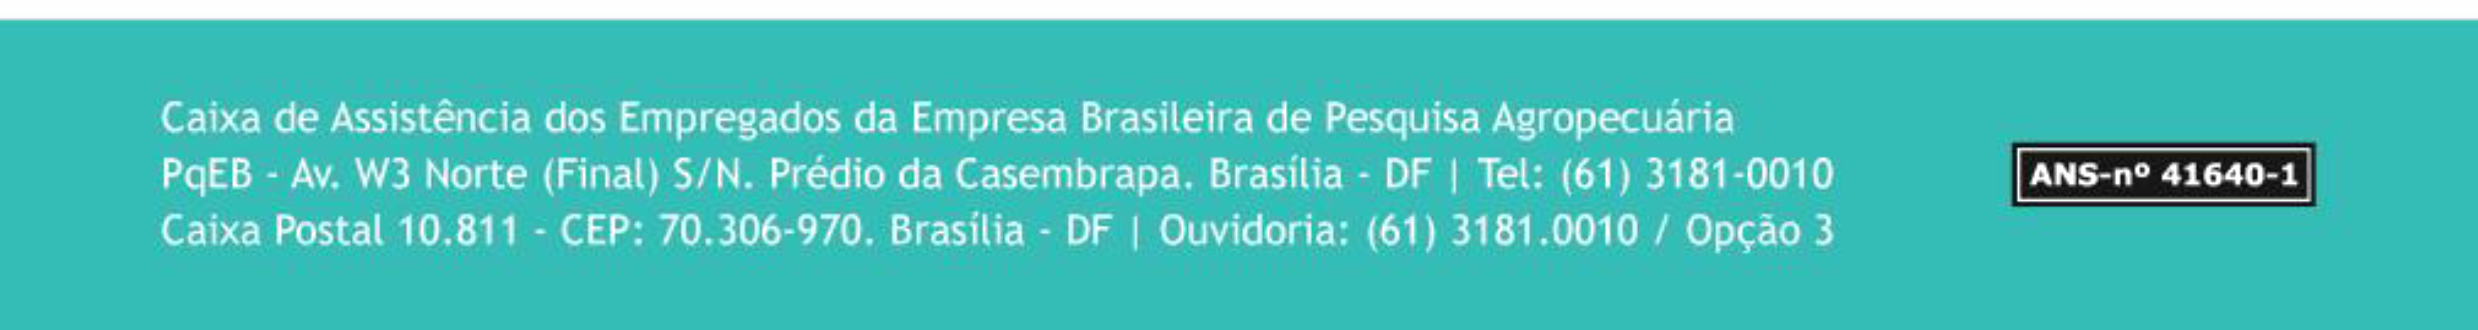 Caixa de Assistência dos Empregados da Empresa Brasileira de Pesquisa Agropecuária
PqEB - Av. W3 Norte (Final) S/N. Prédio da Casembrapa. Brasília - DF | Tel: (61) 3181-0010
Caixa Postal 10.811 - CEP: 70.306-970. Brasília - DF | Ouvidoria: (61) 3181.0010 / Opção 3
ANS-nº 41640-1